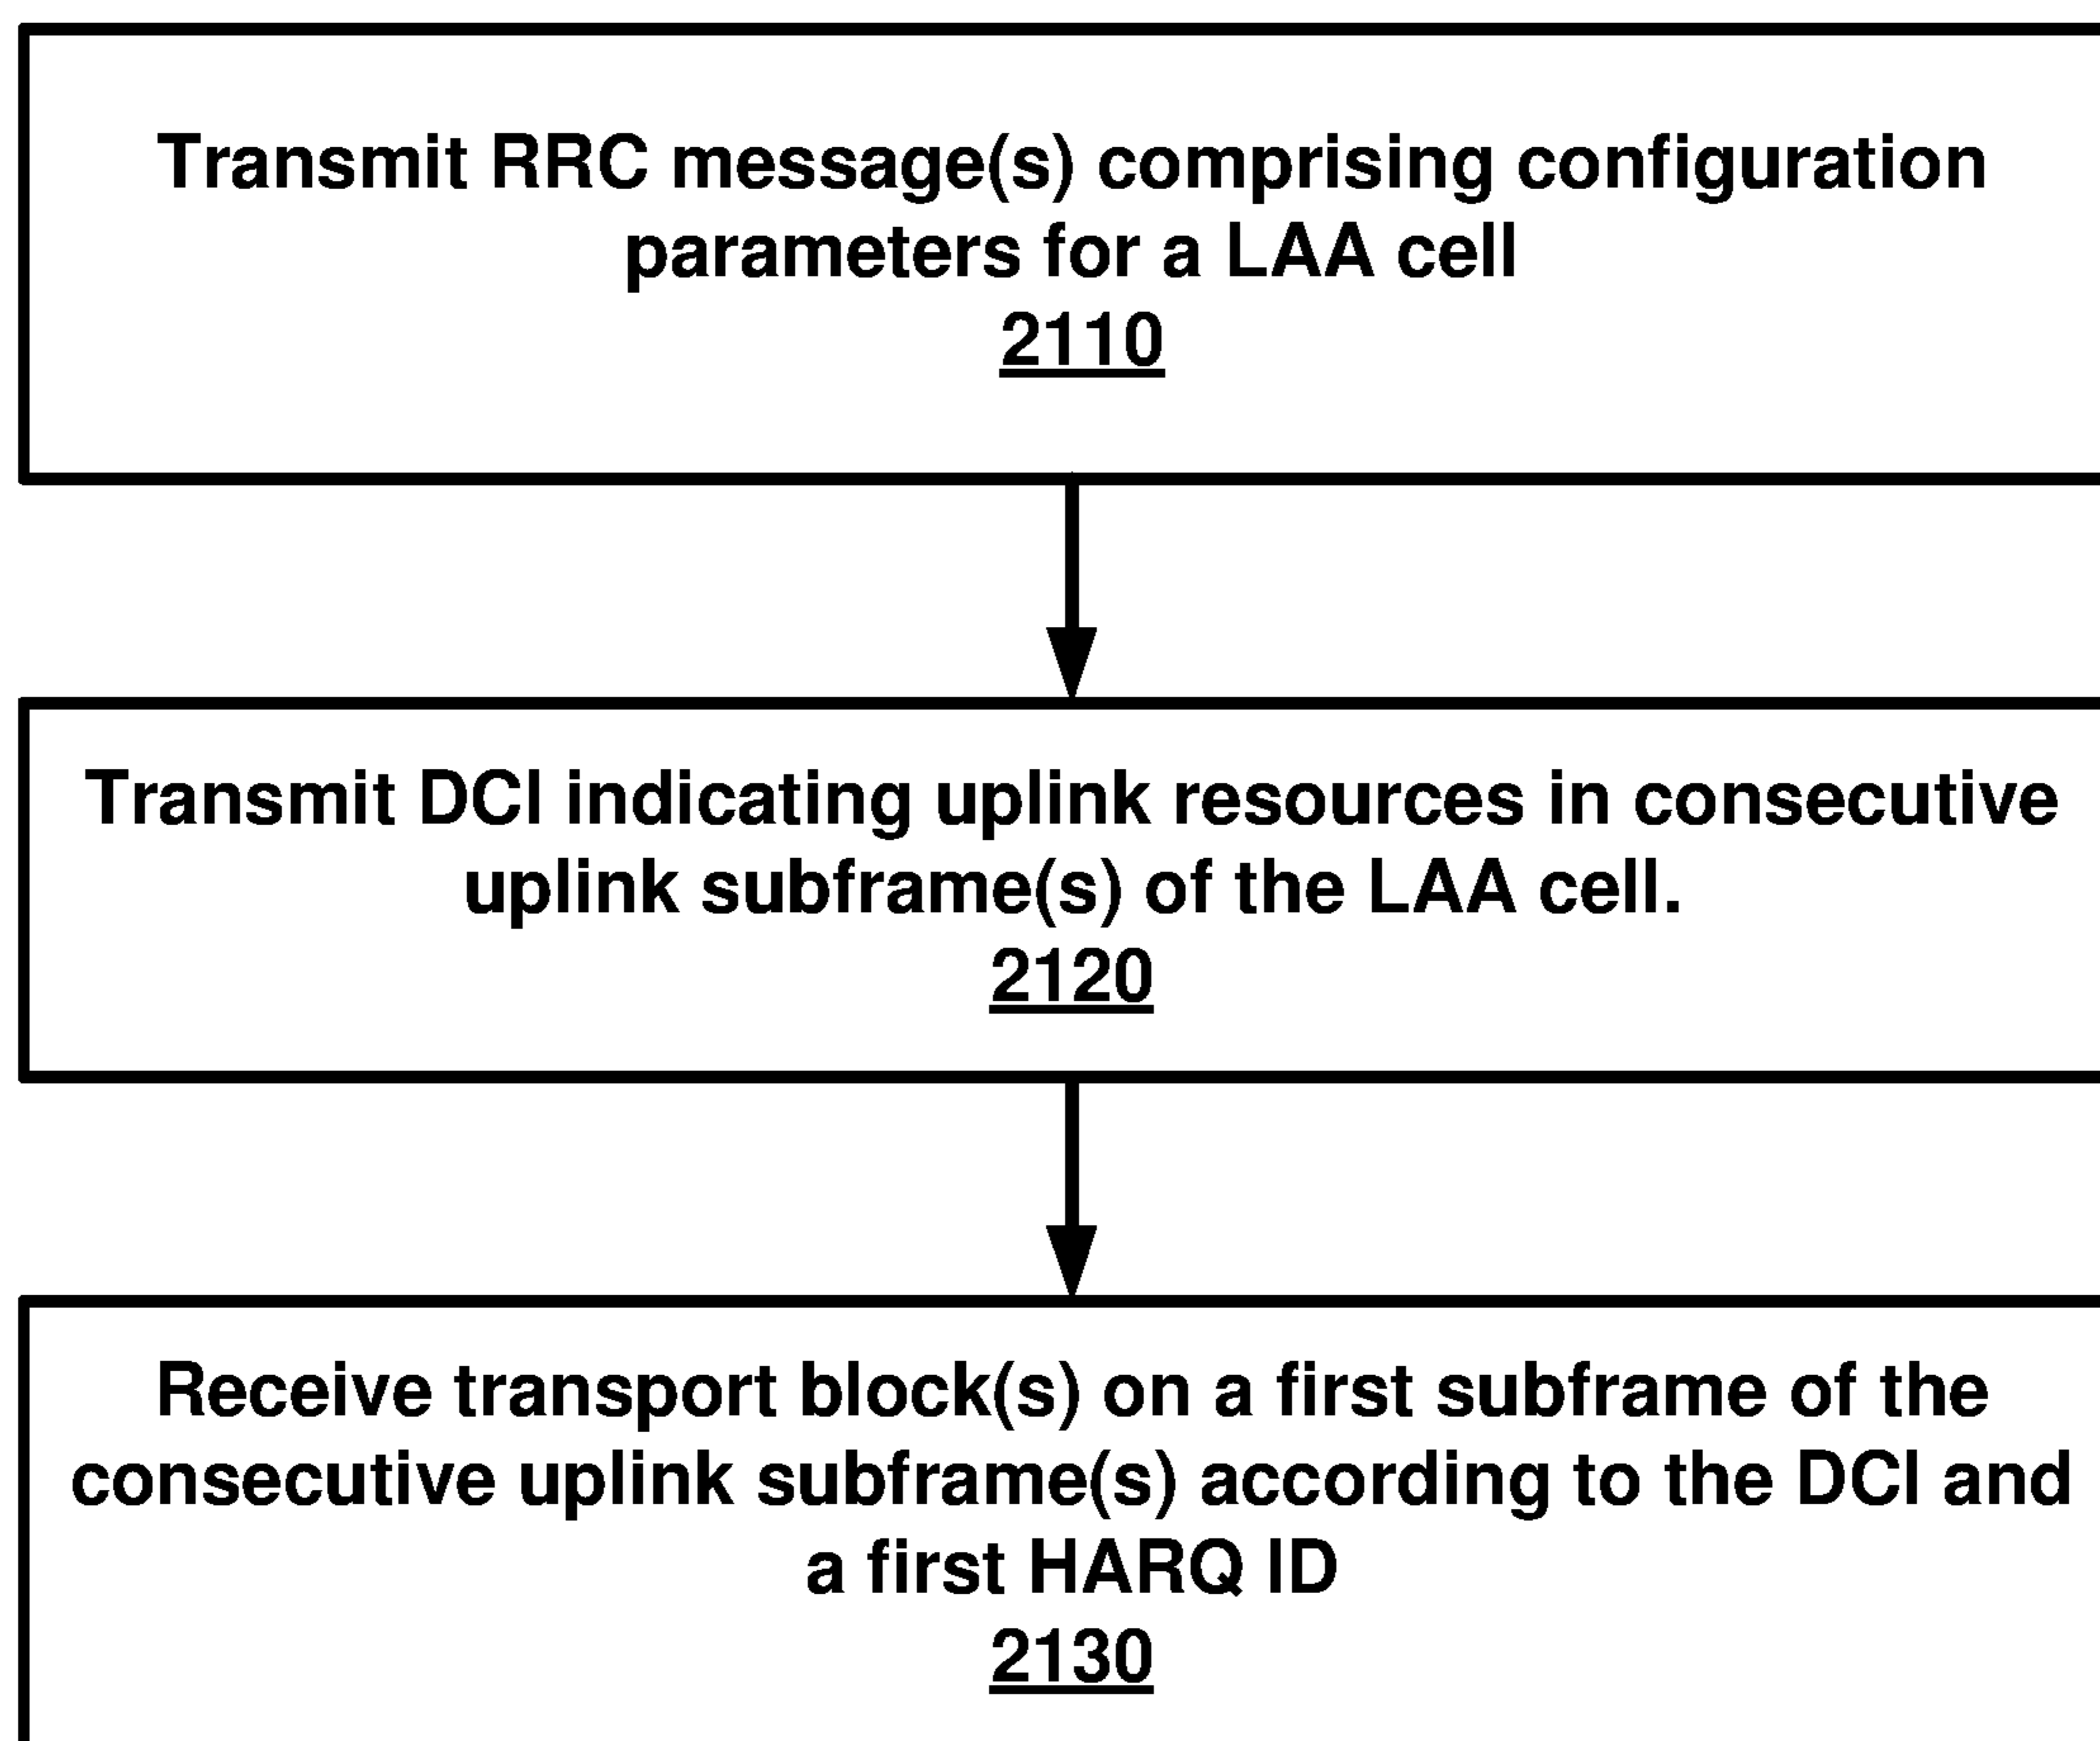 Transmit RRC message(s) comprising configuration
parameters for a LAA cell
2110
Transmit DCI indicating uplink resources in consecutive
uplink subframe(s) of the LAA cell.
2120
Receive transport block(s) on a first subframe of the
consecutive uplink subframe(s) according to the DCI and
a first HARQ ID
2130